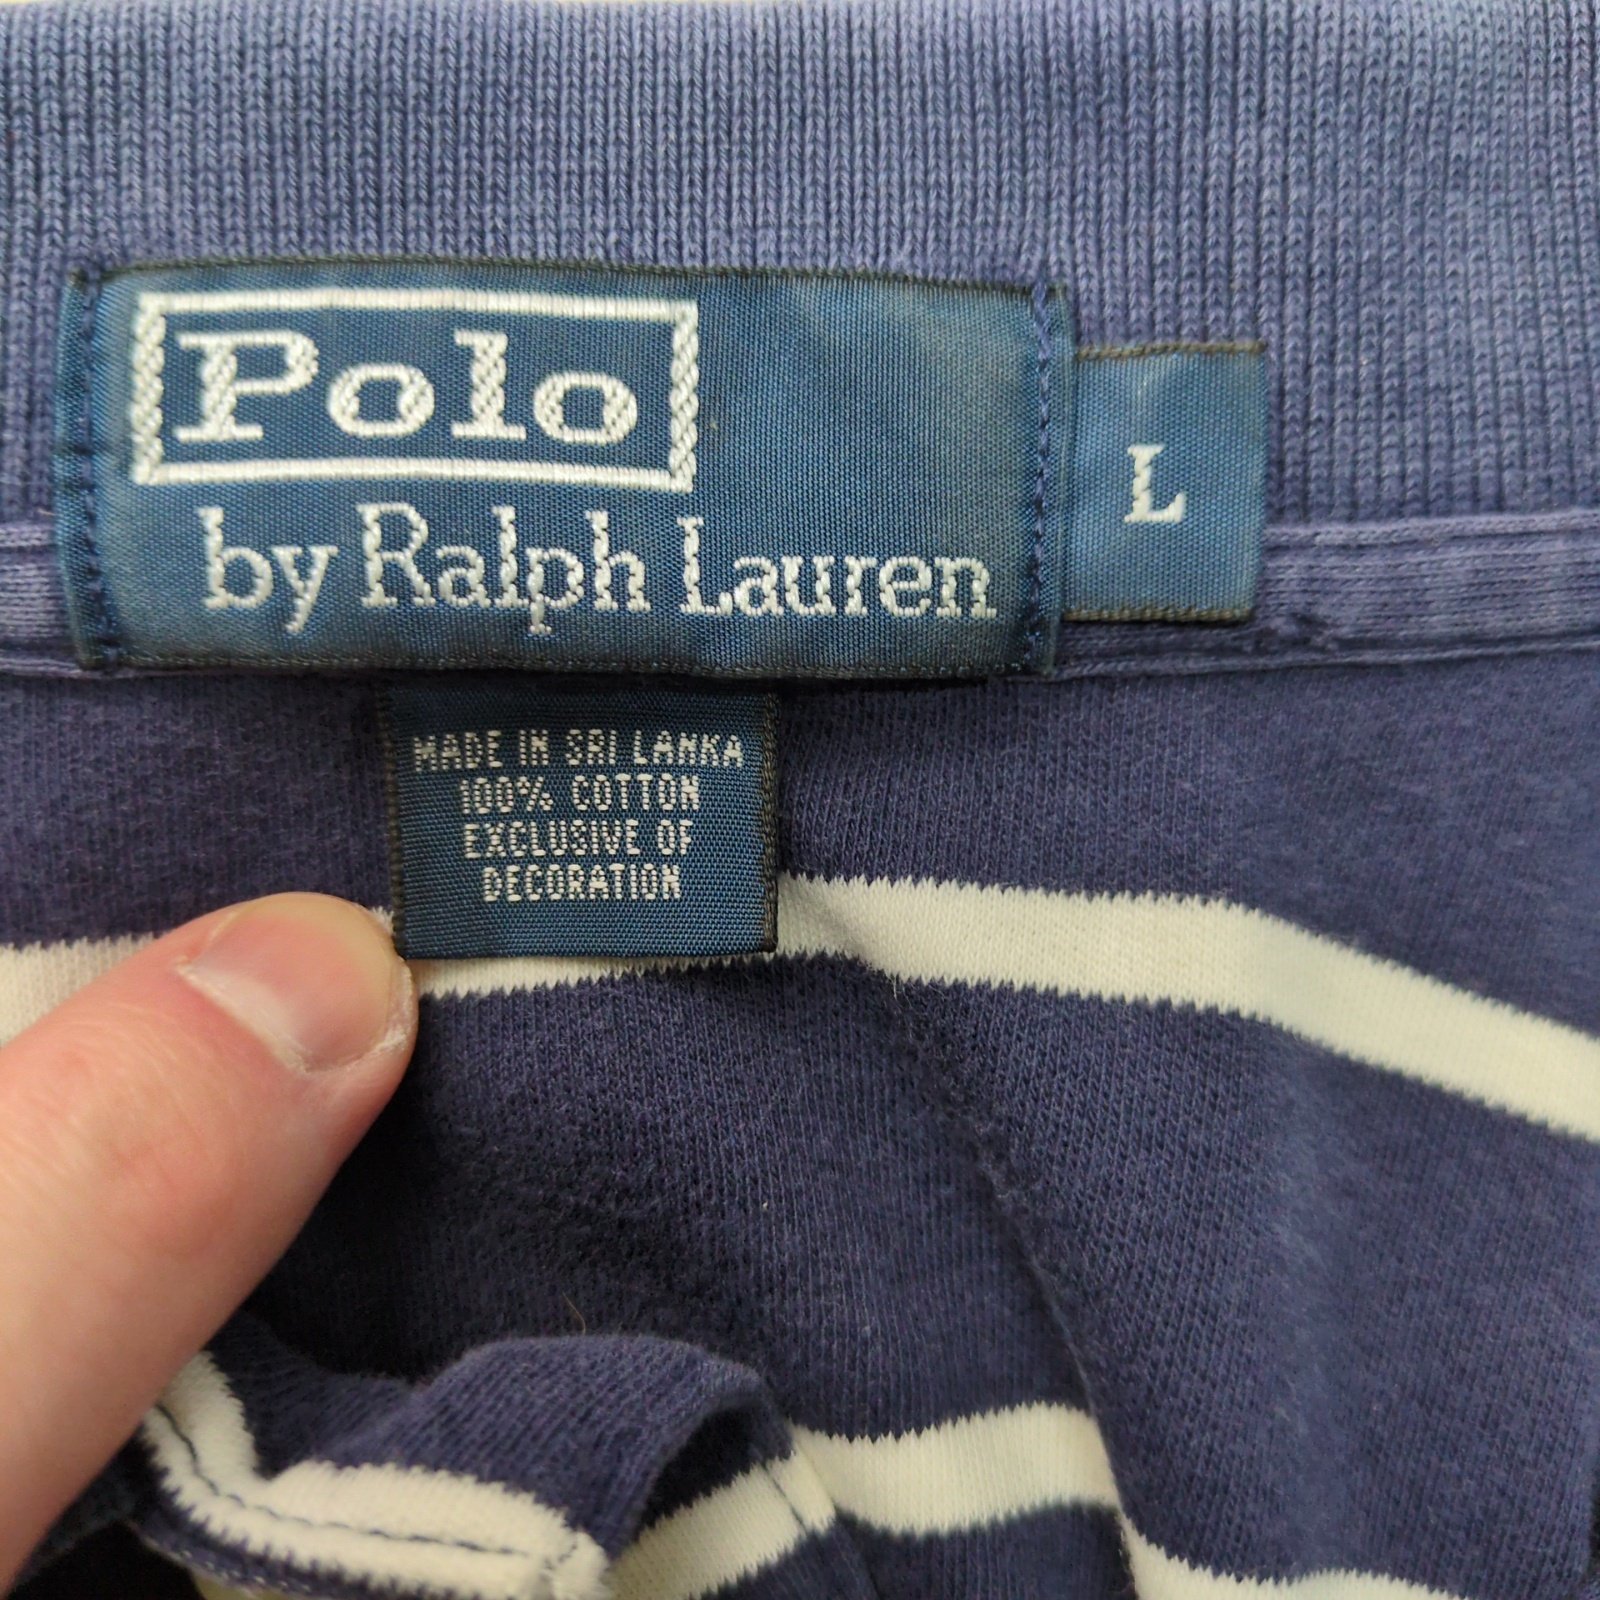 Polo
by Ralph Lauren
L
MADE IN SRI LANKA
100% COTTON
EXCLUSIVE OF
DECORATION